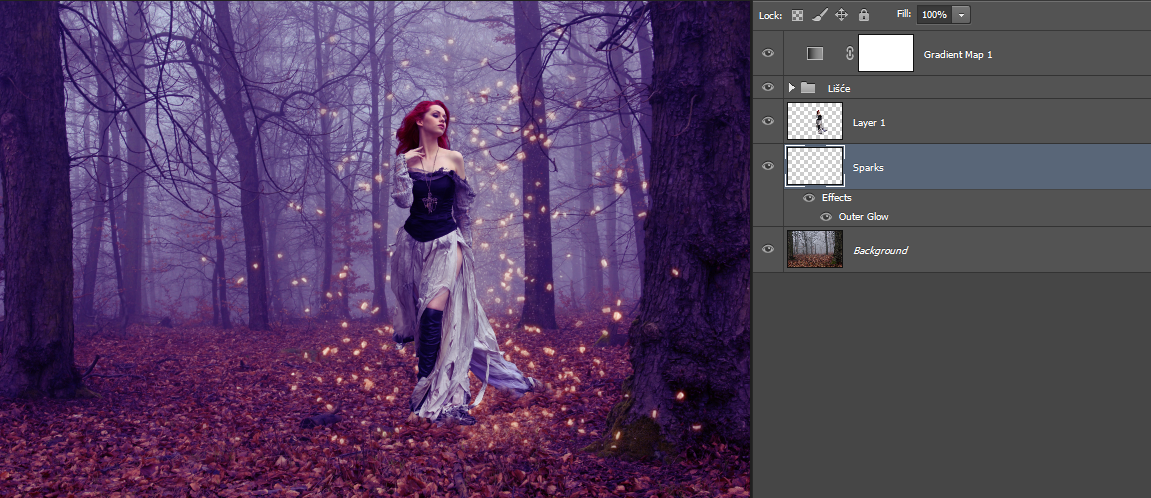 Lock: Fill: 100%
Gradient Map 1
Lišće
Layer 1
Sparks
Effects
Outer Glow
Background